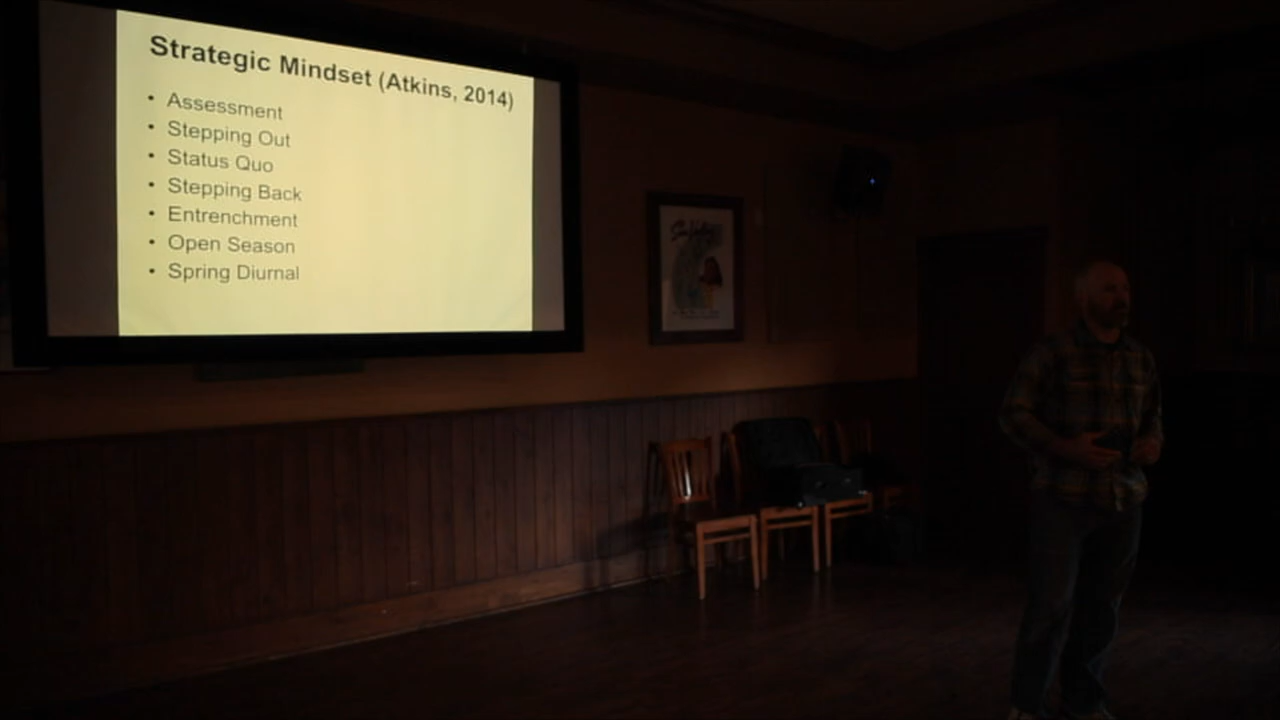 Strategic Mindset (Atkins, 2014)
• Assessment
• Stepping Out
• Status Quo
• Stepping Back
• Entrenchment
• Open Season
• Spring Diurnal